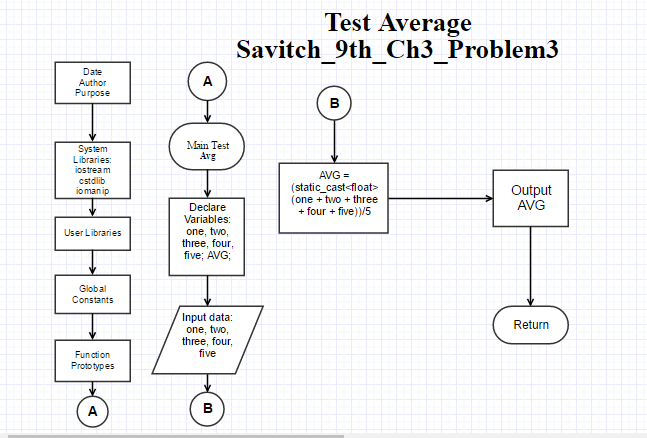 Test Average
Savitch_9th_Ch3_Problem3
Date
Author
Purpose
System
Libraries:
iostream
cstdlib
iomanip
User Libraries
Global
Constants
Function
Prototypes
A
A
Main Test
Avg
Declare
Variables:
one, two,
three, four,
five; AVG;
Input data:
one, two,
three, four,
five
B
B
AVG =
(static_cast<float>
(one + two + three
+ four + five))/5
Output
AVG
Return